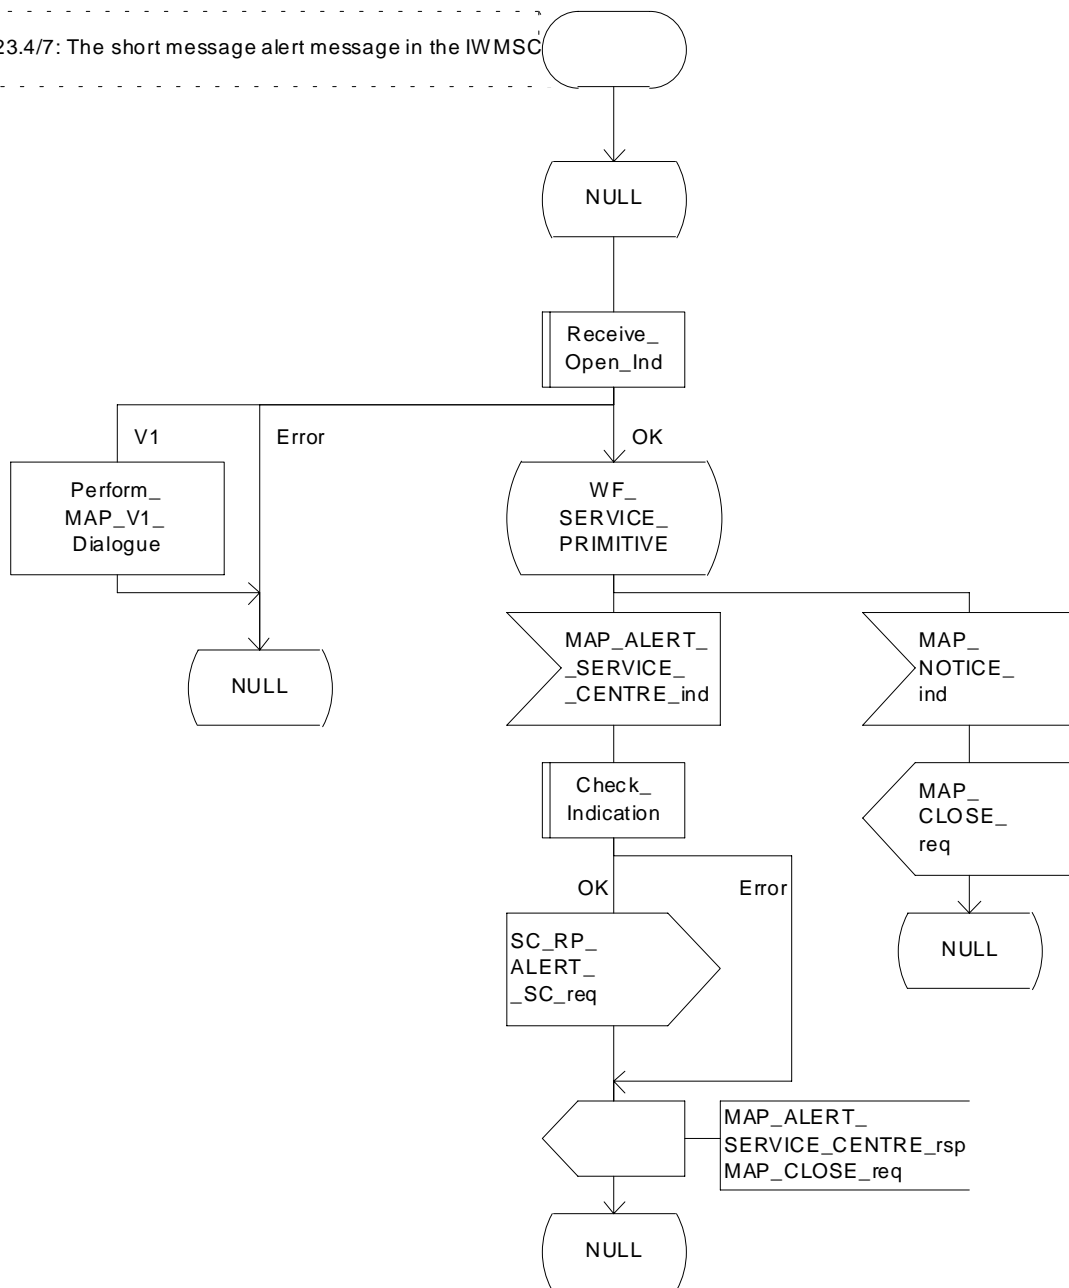 23.4/7: The short message alert message in the IWMSC
NULL
Receive_
Open_Ind
V1
Error
OK
Perform_
MAP_V1_
Dialogue
WF_
SERVICE_
PRIMITIVE
NULL
MAP_ALERT_
_SERVICE_
_CENTRE_ind
MAP_
NOTICE_
ind
Check_
Indication
MAP_
CLOSE_
req
OK
Error
SC_RP_
ALERT_
_SC_req
NULL
MAP_ALERT_
SERVICE_CENTRE_rsp
MAP_CLOSE_req
NULL